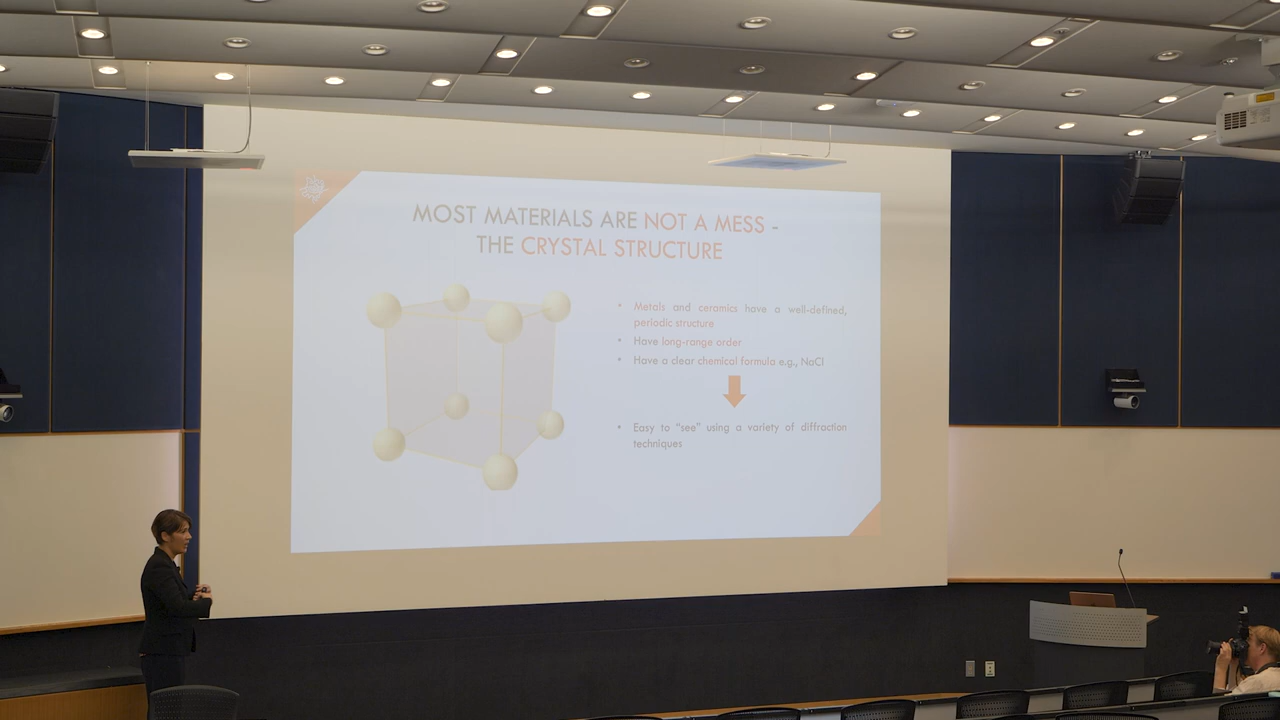 MOST MATERIALS ARE NOT A MESS -
THE CRYSTAL STRUCTURE
• Metals and ceramics have a well-defined,
periodic structure
• Have long-range order
• Have a clear chemical formula e.g., NaCl
• Easy to "see" using a variety of diffraction
techniques